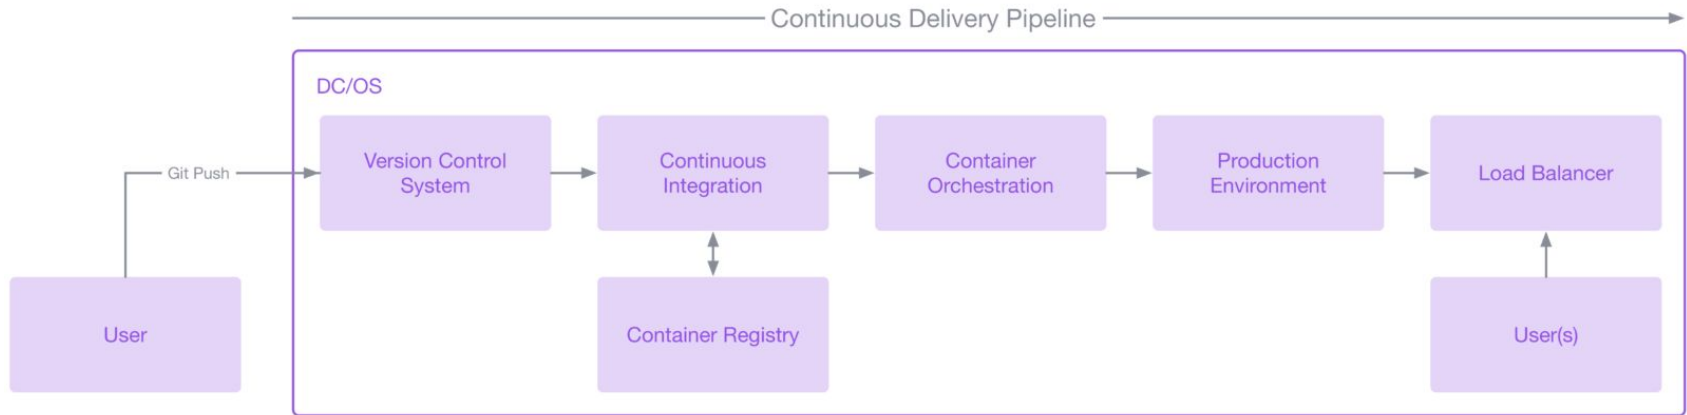 Continuous Delivery Pipeline
DC/OS
Git Push
Version Control
System
Continuous
Integration
Container
Orchestration
Production
Environment
Load Balancer
User
Container Registry
User(s)